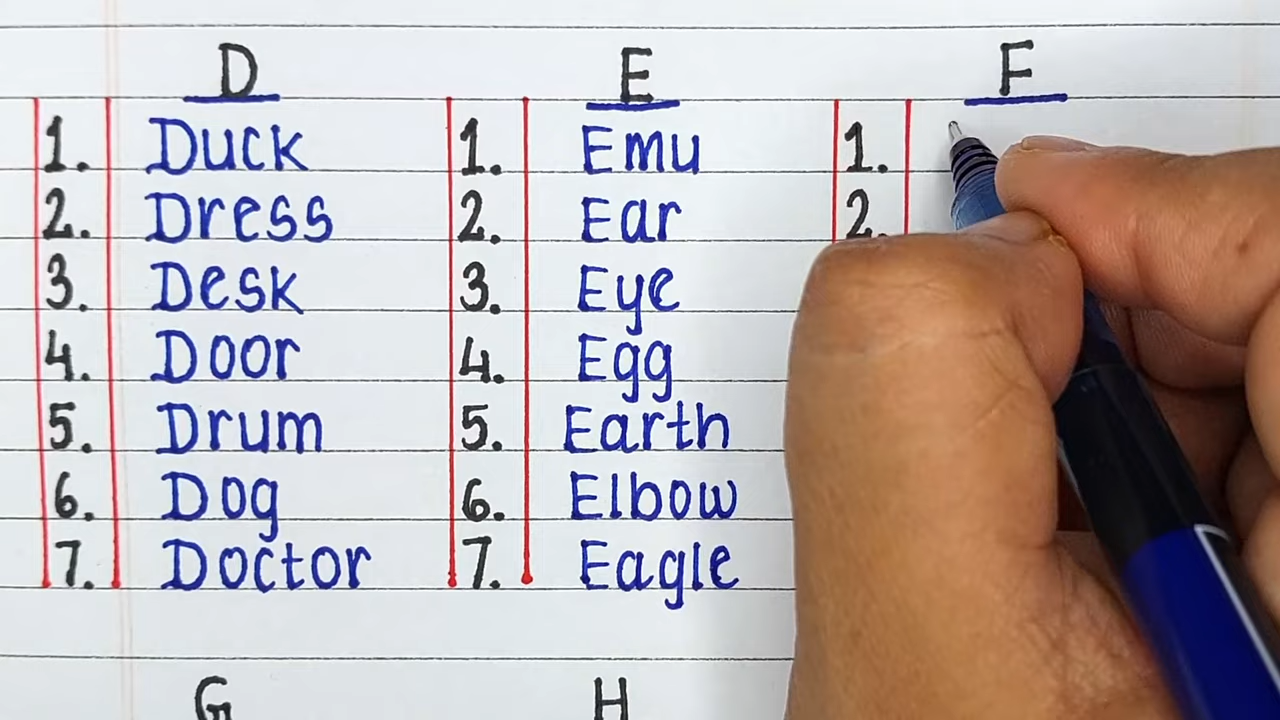 D E F
1. Duck 1. Emu 1.
2. Dress 2. Ear 2.
3. Desk 3. Eye
4. Door 4. Egg
5. Drum 5. Earth
6. Dog 6. Elbow
7. Doctor 7. Eagle
G H